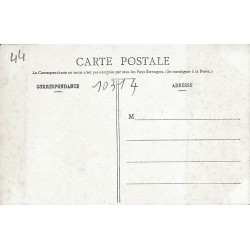 44
CARTE POSTALE
La Correspondance au recto n'est pas acceptée par tous les Pays Étrangers. (Se renseigner à la Poste.)
CORRESPONDANCE
10314
ADRESSE
M